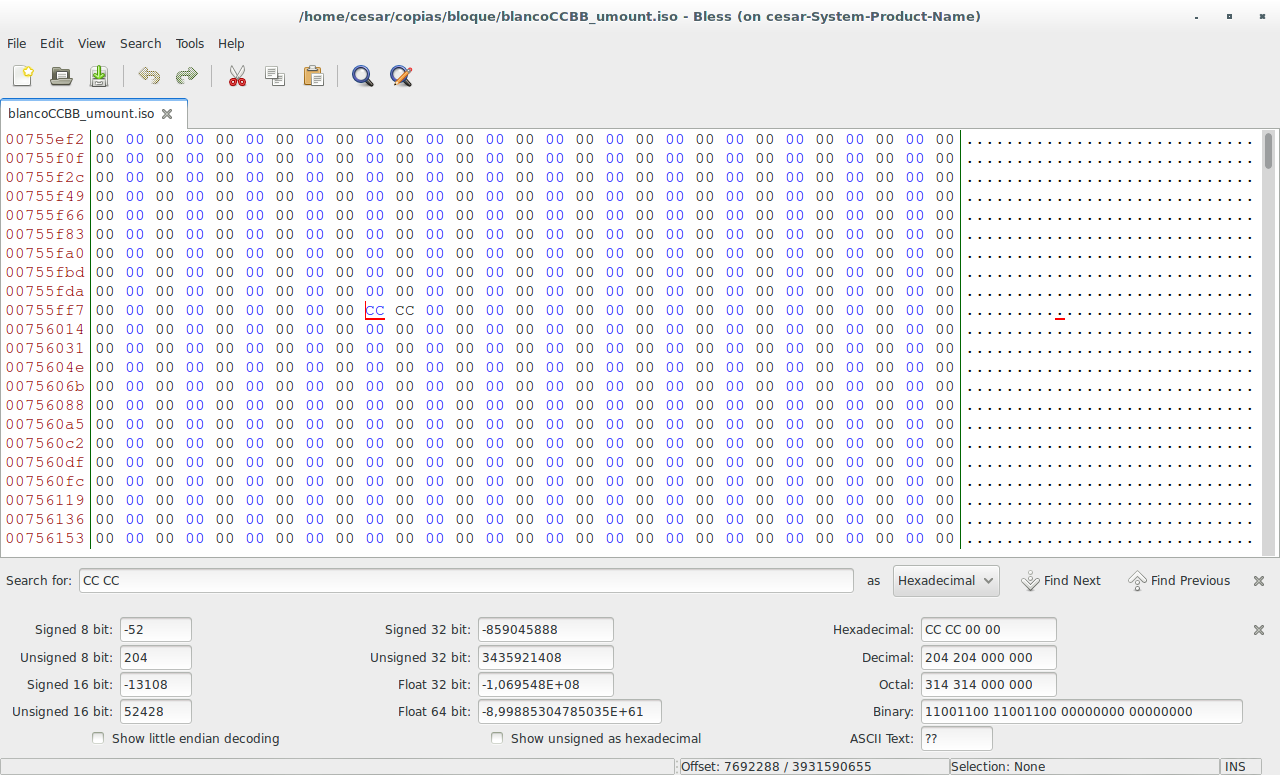 /home/cesar/copias/bloque/blancoCCBB_umount.iso - Bless (on cesar-System-Product-Name)
File Edit View Search Tools Help
blancoCCBB_umount.iso
00755ef2 00 00 00 00 00 00 00 00 00 00 00 00 00 00 00 00 00 00 00 00 00 00 00 00 00 00 00 00 00 .............................
00755f0f 00 00 00 00 00 00 00 00 00 00 00 00 00 00 00 00 00 00 00 00 00 00 00 00 00 00 00 00 00 .............................
00755f2c 00 00 00 00 00 00 00 00 00 00 00 00 00 00 00 00 00 00 00 00 00 00 00 00 00 00 00 00 00 .............................
00755f49 00 00 00 00 00 00 00 00 00 00 00 00 00 00 00 00 00 00 00 00 00 00 00 00 00 00 00 00 00 .............................
00755f66 00 00 00 00 00 00 00 00 00 00 00 00 00 00 00 00 00 00 00 00 00 00 00 00 00 00 00 00 00 .............................
00755f83 00 00 00 00 00 00 00 00 00 00 00 00 00 00 00 00 00 00 00 00 00 00 00 00 00 00 00 00 00 .............................
00755fa0 00 00 00 00 00 00 00 00 00 00 00 00 00 00 00 00 00 00 00 00 00 00 00 00 00 00 00 00 00 .............................
00755fbd 00 00 00 00 00 00 00 00 00 00 00 00 00 00 00 00 00 00 00 00 00 00 00 00 00 00 00 00 00 .............................
00755fda 00 00 00 00 00 00 00 00 00 00 00 00 00 00 00 00 00 00 00 00 00 00 00 00 00 00 00 00 00 .............................
00755ff7 00 00 00 00 00 00 00 00 00 CC CC 00 00 00 00 00 00 00 00 00 00 00 00 00 00 00 00 00 00 .............................
00756014 00 00 00 00 00 00 00 00 00 00 00 00 00 00 00 00 00 00 00 00 00 00 00 00 00 00 00 00 00 .............................
00756031 00 00 00 00 00 00 00 00 00 00 00 00 00 00 00 00 00 00 00 00 00 00 00 00 00 00 00 00 00 .............................
0075604e 00 00 00 00 00 00 00 00 00 00 00 00 00 00 00 00 00 00 00 00 00 00 00 00 00 00 00 00 00 .............................
0075606b 00 00 00 00 00 00 00 00 00 00 00 00 00 00 00 00 00 00 00 00 00 00 00 00 00 00 00 00 00 .............................
00756088 00 00 00 00 00 00 00 00 00 00 00 00 00 00 00 00 00 00 00 00 00 00 00 00 00 00 00 00 00 .............................
007560a5 00 00 00 00 00 00 00 00 00 00 00 00 00 00 00 00 00 00 00 00 00 00 00 00 00 00 00 00 00 .............................
007560c2 00 00 00 00 00 00 00 00 00 00 00 00 00 00 00 00 00 00 00 00 00 00 00 00 00 00 00 00 00 .............................
007560df 00 00 00 00 00 00 00 00 00 00 00 00 00 00 00 00 00 00 00 00 00 00 00 00 00 00 00 00 00 .............................
007560fc 00 00 00 00 00 00 00 00 00 00 00 00 00 00 00 00 00 00 00 00 00 00 00 00 00 00 00 00 00 .............................
00756119 00 00 00 00 00 00 00 00 00 00 00 00 00 00 00 00 00 00 00 00 00 00 00 00 00 00 00 00 00 .............................
00756136 00 00 00 00 00 00 00 00 00 00 00 00 00 00 00 00 00 00 00 00 00 00 00 00 00 00 00 00 00 .............................
00756153 00 00 00 00 00 00 00 00 00 00 00 00 00 00 00 00 00 00 00 00 00 00 00 00 00 00 00 00 00 .............................
Search for: CC CC as Hexadecimal Find Next Find Previous
Signed 8 bit: -52 Signed 32 bit: -859045888 Hexadecimal: CC CC 00 00
Unsigned 8 bit: 204 Unsigned 32 bit: 3435921408 Decimal: 204 204 000 000
Signed 16 bit: -13108 Float 32 bit: -1,069548E+08 Octal: 314 314 000 000
Unsigned 16 bit: 52428 Float 64 bit: -8,99885304785035E+61 Binary: 11001100 11001100 00000000 00000000
Show little endian decoding Show unsigned as hexadecimal ASCII Text: ??
Offset: 7692288 / 3931590655 Selection: None INS